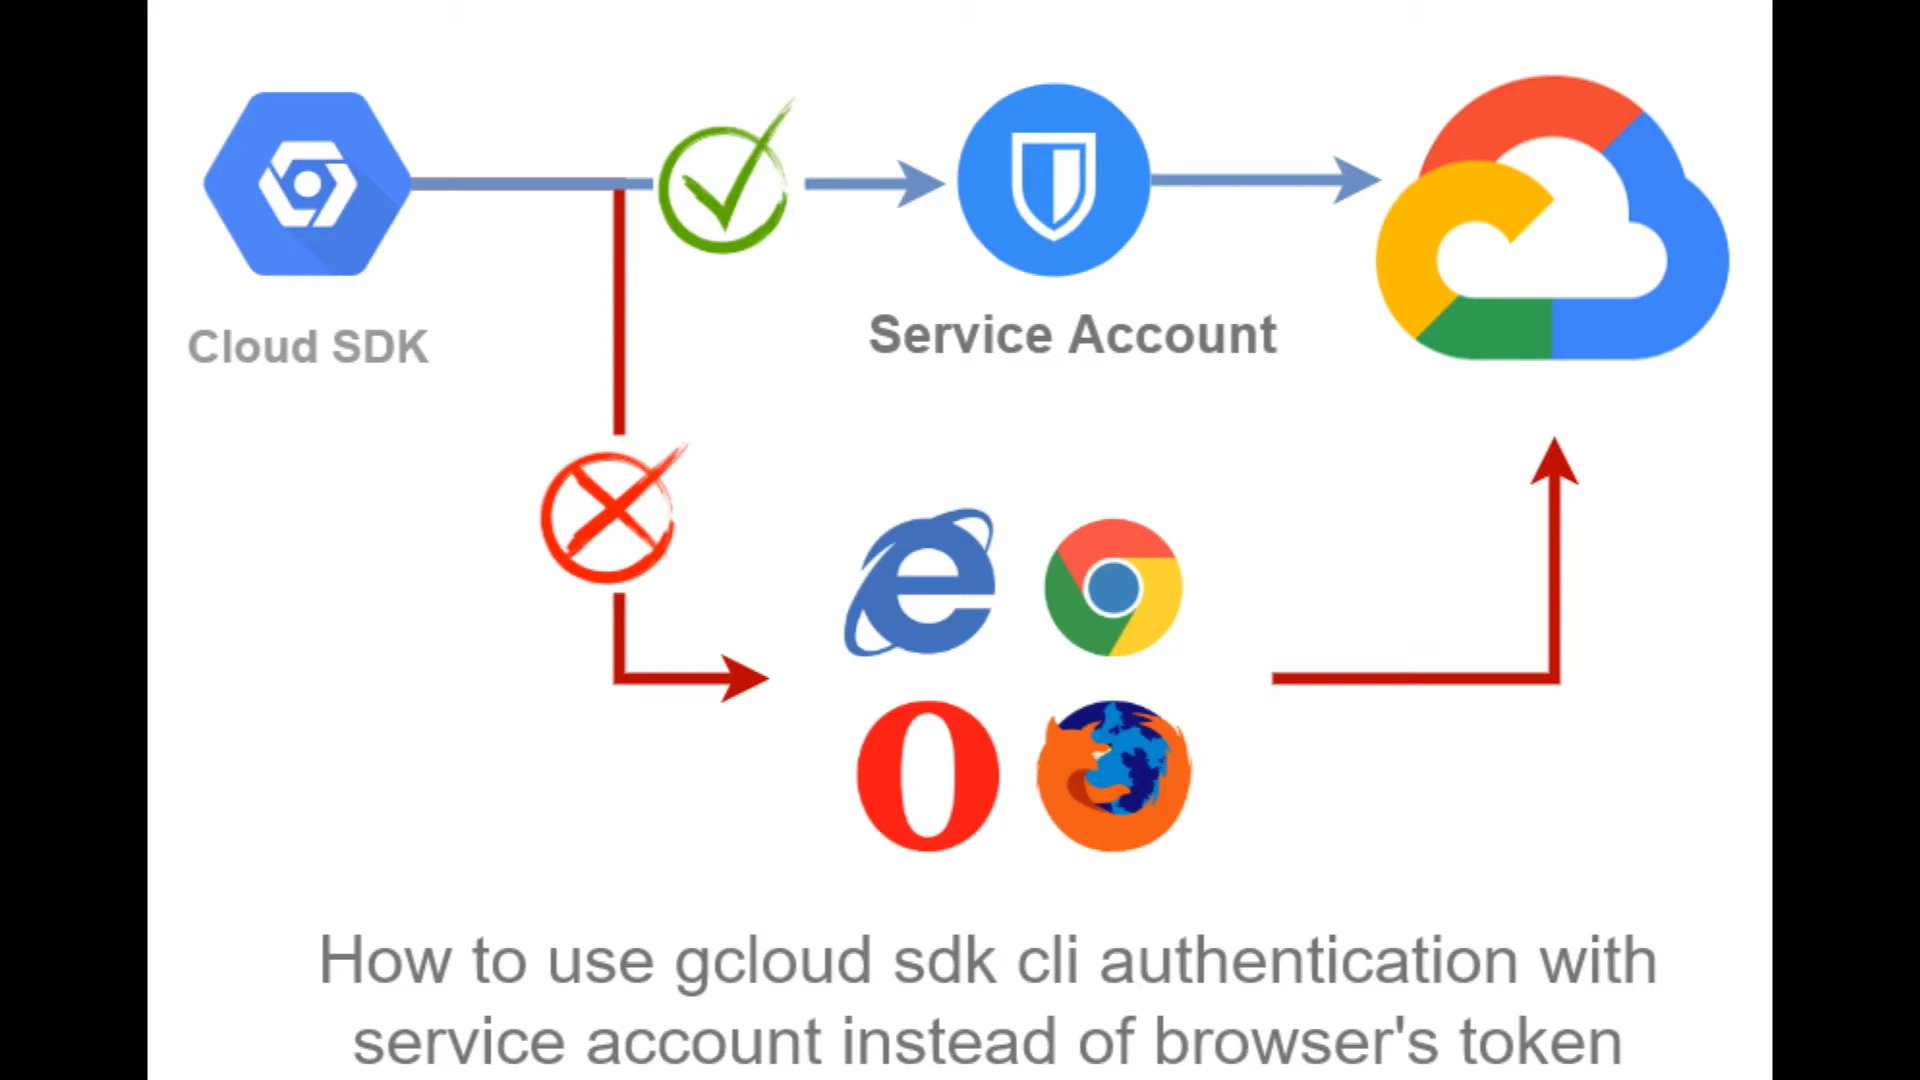 Cloud SDK
Service Account
How to use gcloud sdk cli authentication with
service account instead of browser's token